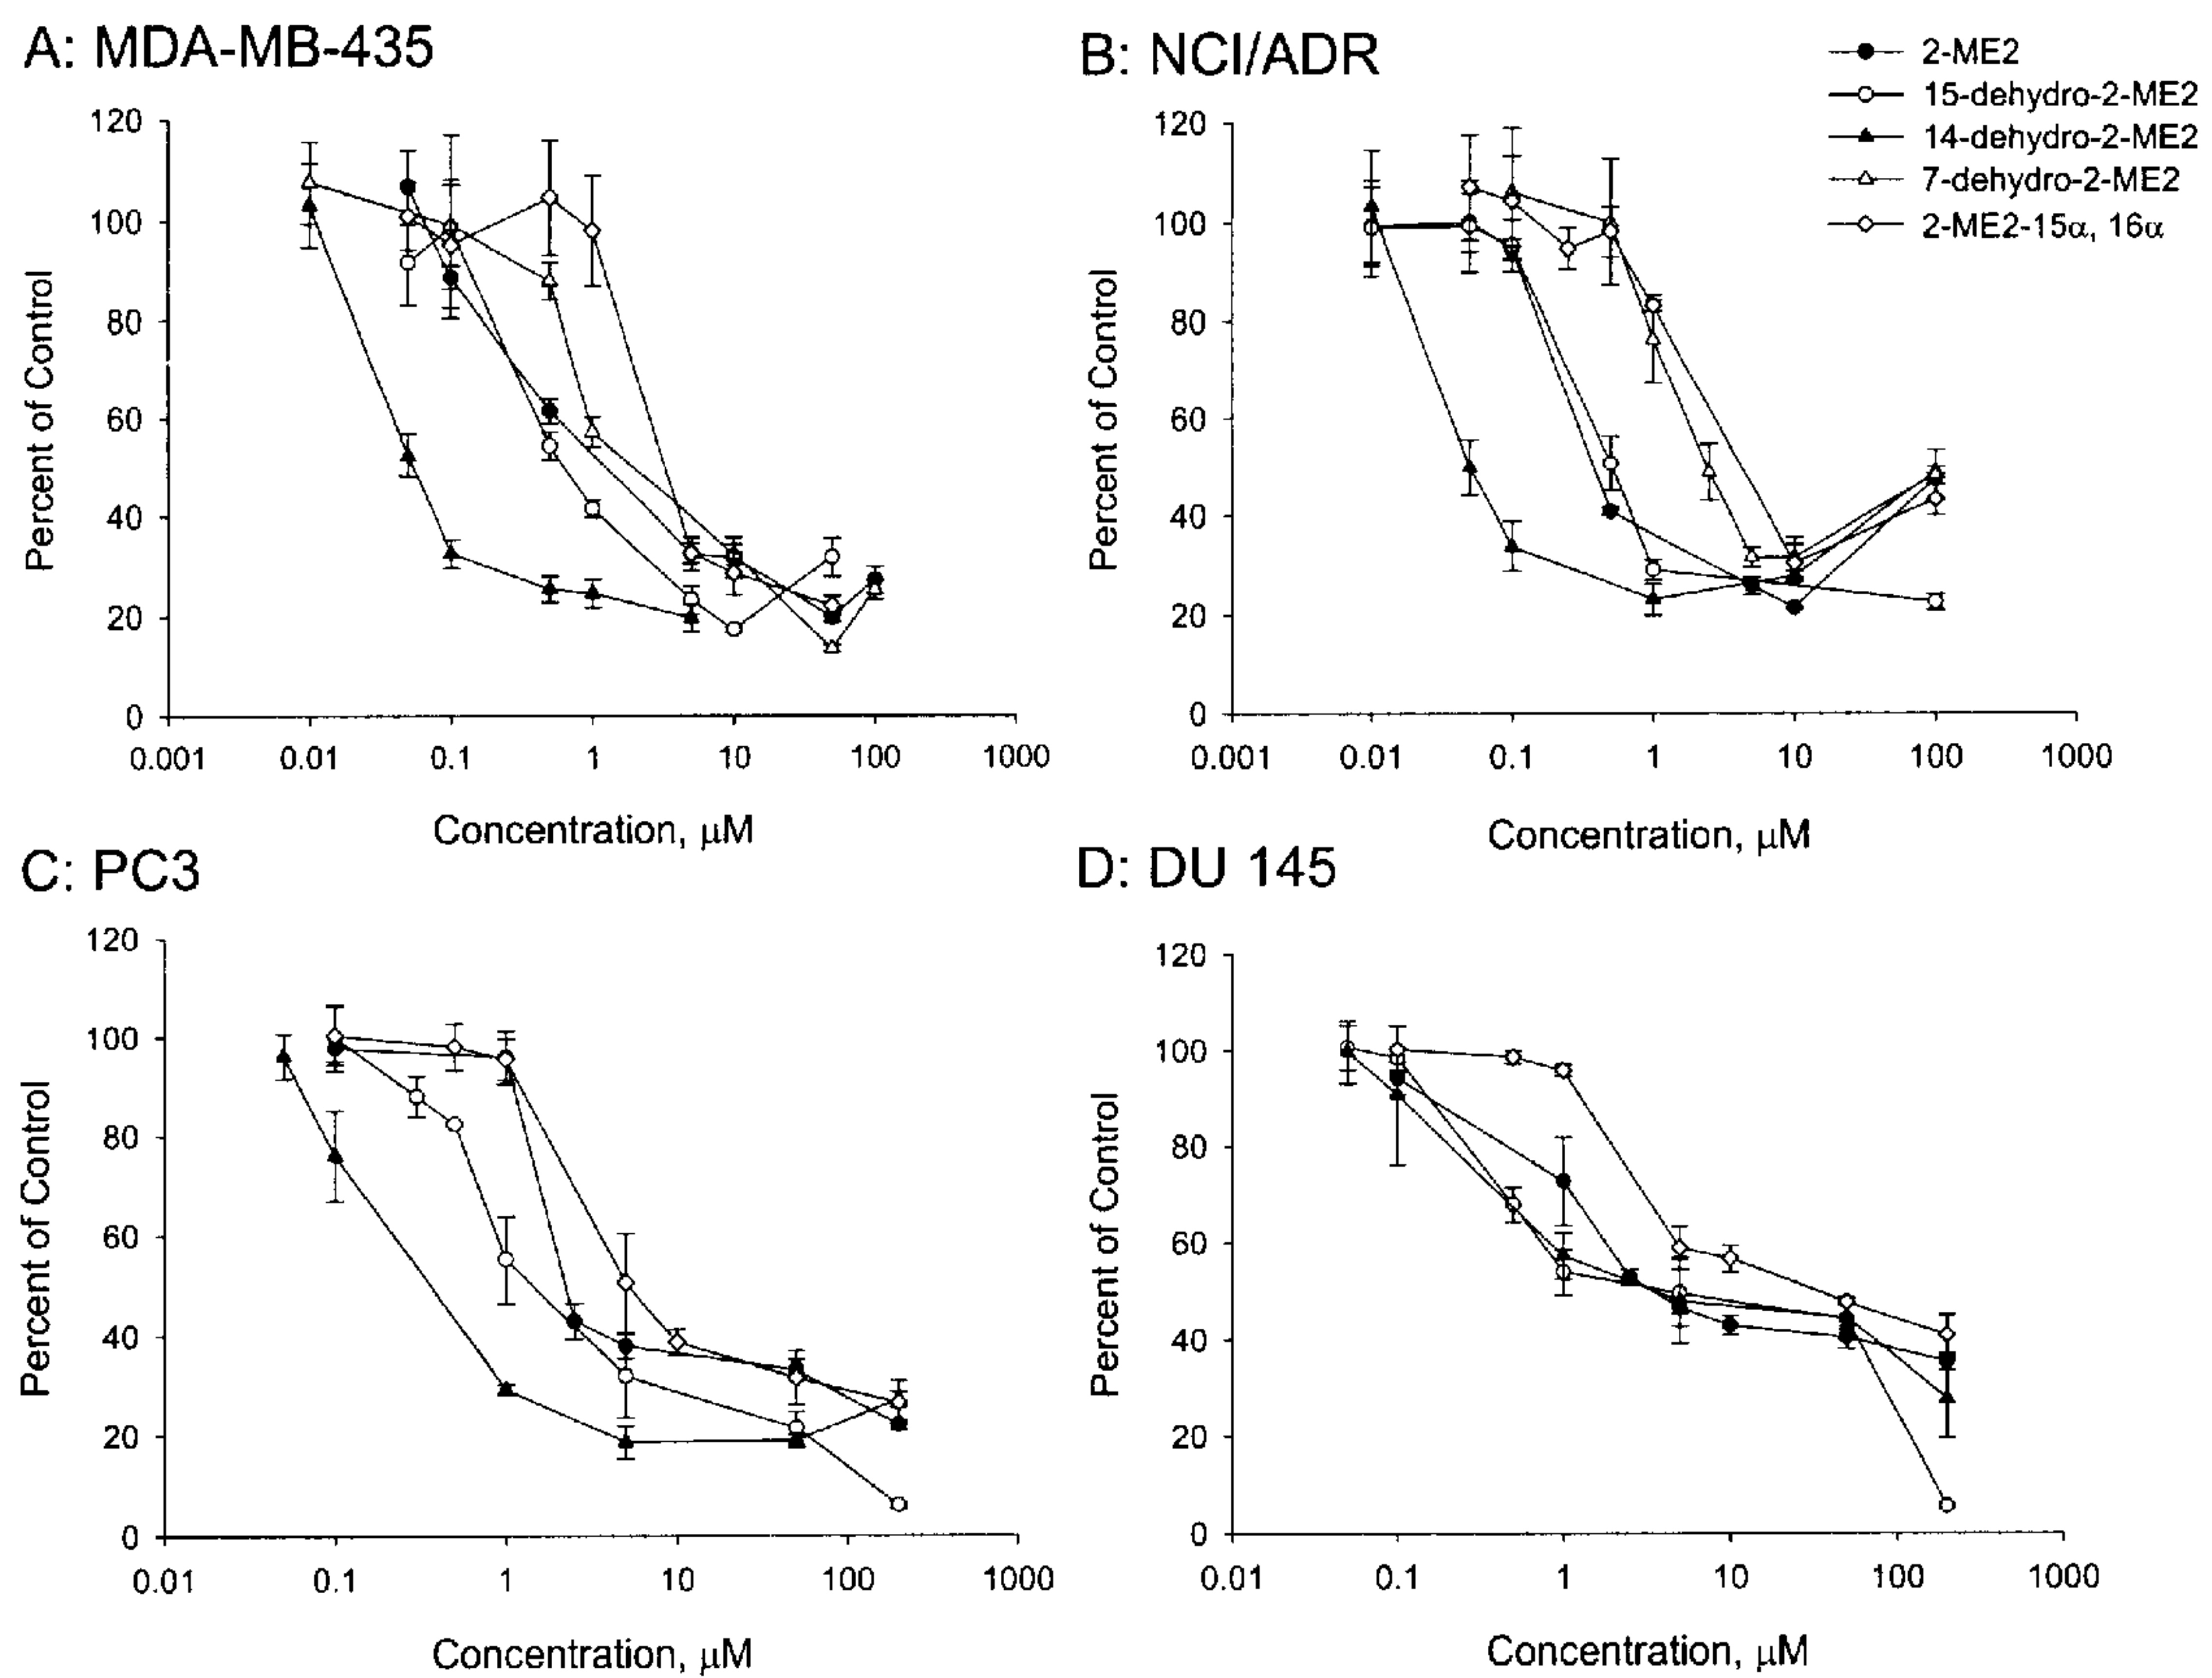 A: MDA-MB-435
B: NCI/ADR
2-ME2
15-dehydro-2-ME2
14-dehydro-2-ME2
7-dehydro-2-ME2
2-ME2-15α, 16α
Percent of Control
120
100
80
60
40
20
0
0.001 0.01 0.1 1 10 100 1000
Concentration, μM
Percent of Control
120
100
80
60
40
20
0
0.001 0.01 0.1 1 10 100 1000
Concentration, μM
C: PC3
D: DU 145
Percent of Control
120
100
80
60
40
20
0
0.01 0.1 1 10 100 1000
Concentration, μM
Percent of Control
120
100
80
60
40
20
0
0.01 0.1 1 10 100 1000
Concentration, μM